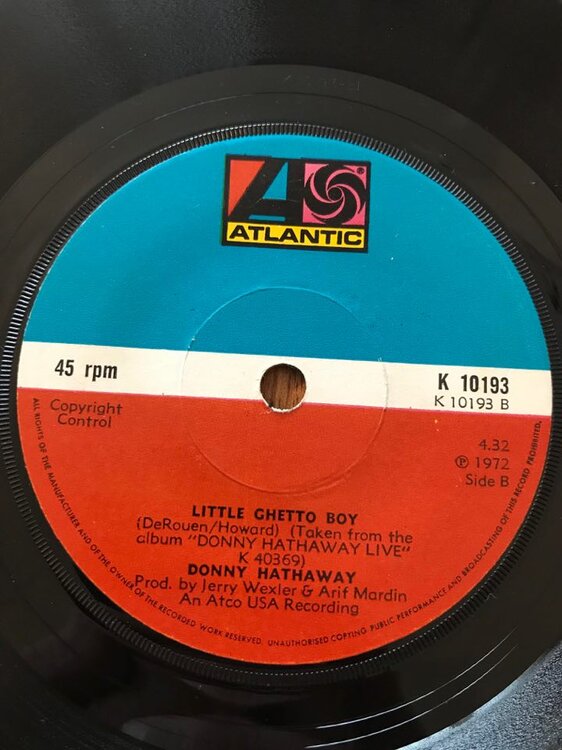 ®
ATLANTIC
45 rpm
K 10193
K 10193 B
Copyright
Control
4.32
℗ 1972
Side B
LITTLE GHETTO BOY
(DeRouen/Howard) (Taken from the
album "DONNY HATHAWAY LIVE"
K 40369)
DONNY HATHAWAY
Prod. by Jerry Wexler & Arif Mardin
An Atco USA Recording
ALL RIGHTS OF THE MANUFACTURER AND OF THE OWNER OF THE RECORDED WORK RESERVED. UNAUTHORISED COPYING, PUBLIC PERFORMANCE AND BROADCASTING OF THIS RECORD PROHIBITED.